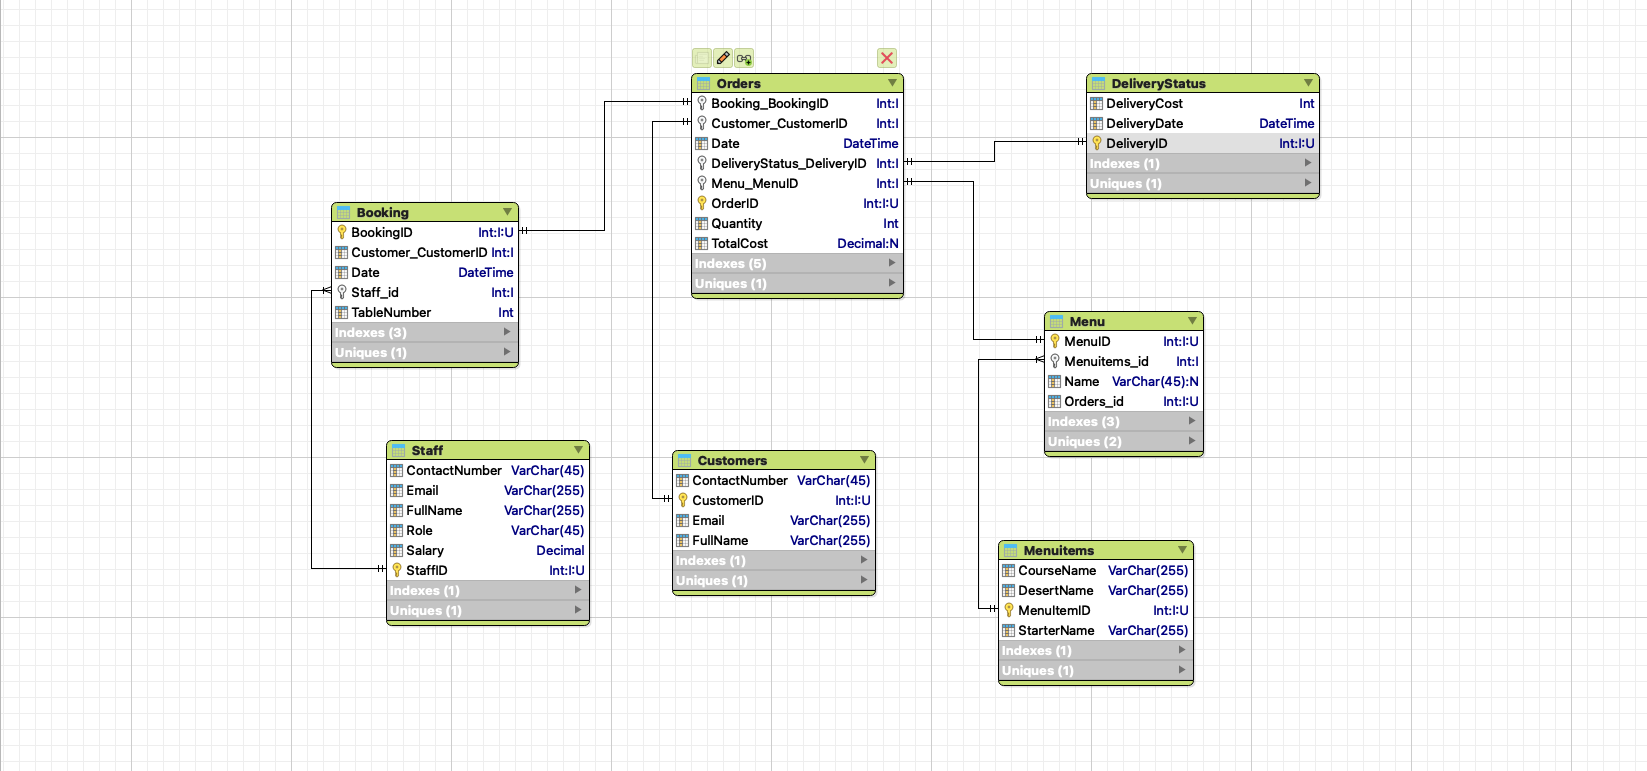 Orders
Booking_BookingID Int:I
Customer_CustomerID Int:I
Date DateTime
DeliveryStatus_DeliveryID Int:I
Menu_MenuID Int:I
OrderID Int:I:U
Quantity Int
TotalCost Decimal:N
Indexes (5)
Uniques (1)
DeliveryStatus
DeliveryCost Int
DeliveryDate DateTime
DeliveryID Int:I:U
Indexes (1)
Uniques (1)
Booking
BookingID Int:I:U
Customer_CustomerID Int:I
Date DateTime
Staff_id Int:I
TableNumber Int
Indexes (3)
Uniques (1)
Menu
MenuID Int:I:U
Menuitems_id Int:I
Name VarChar(45):N
Orders_id Int:I:U
Indexes (3)
Uniques (2)
Staff
ContactNumber VarChar(45)
Email VarChar(255)
FullName VarChar(255)
Role VarChar(45)
Salary Decimal
StaffID Int:I:U
Indexes (1)
Uniques (1)
Customers
ContactNumber VarChar(45)
CustomerID Int:I:U
Email VarChar(255)
FullName VarChar(255)
Indexes (1)
Uniques (1)
Menuitems
CourseName VarChar(255)
DesertName VarChar(255)
MenuItemID Int:I:U
StarterName VarChar(255)
Indexes (1)
Uniques (1)